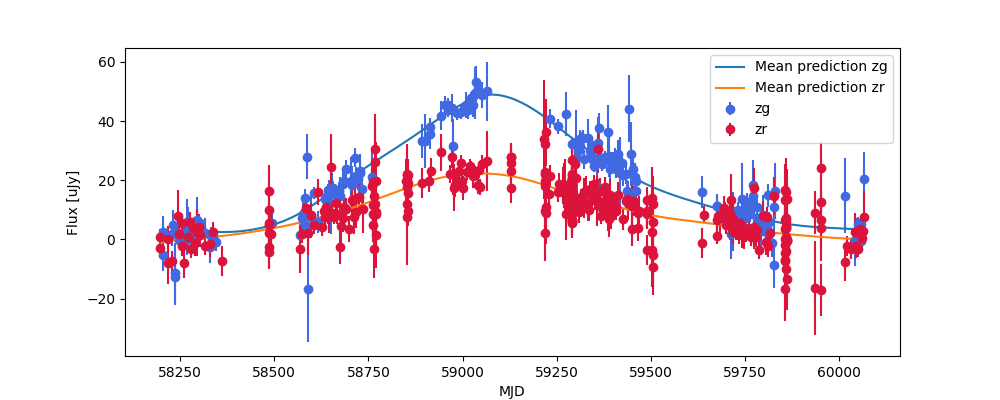 Flux [uJy]
60
40
20
0
−20
Mean prediction zg
Mean prediction zr
zg
zr
58250 58500 58750 59000 59250 59500 59750 60000
MJD